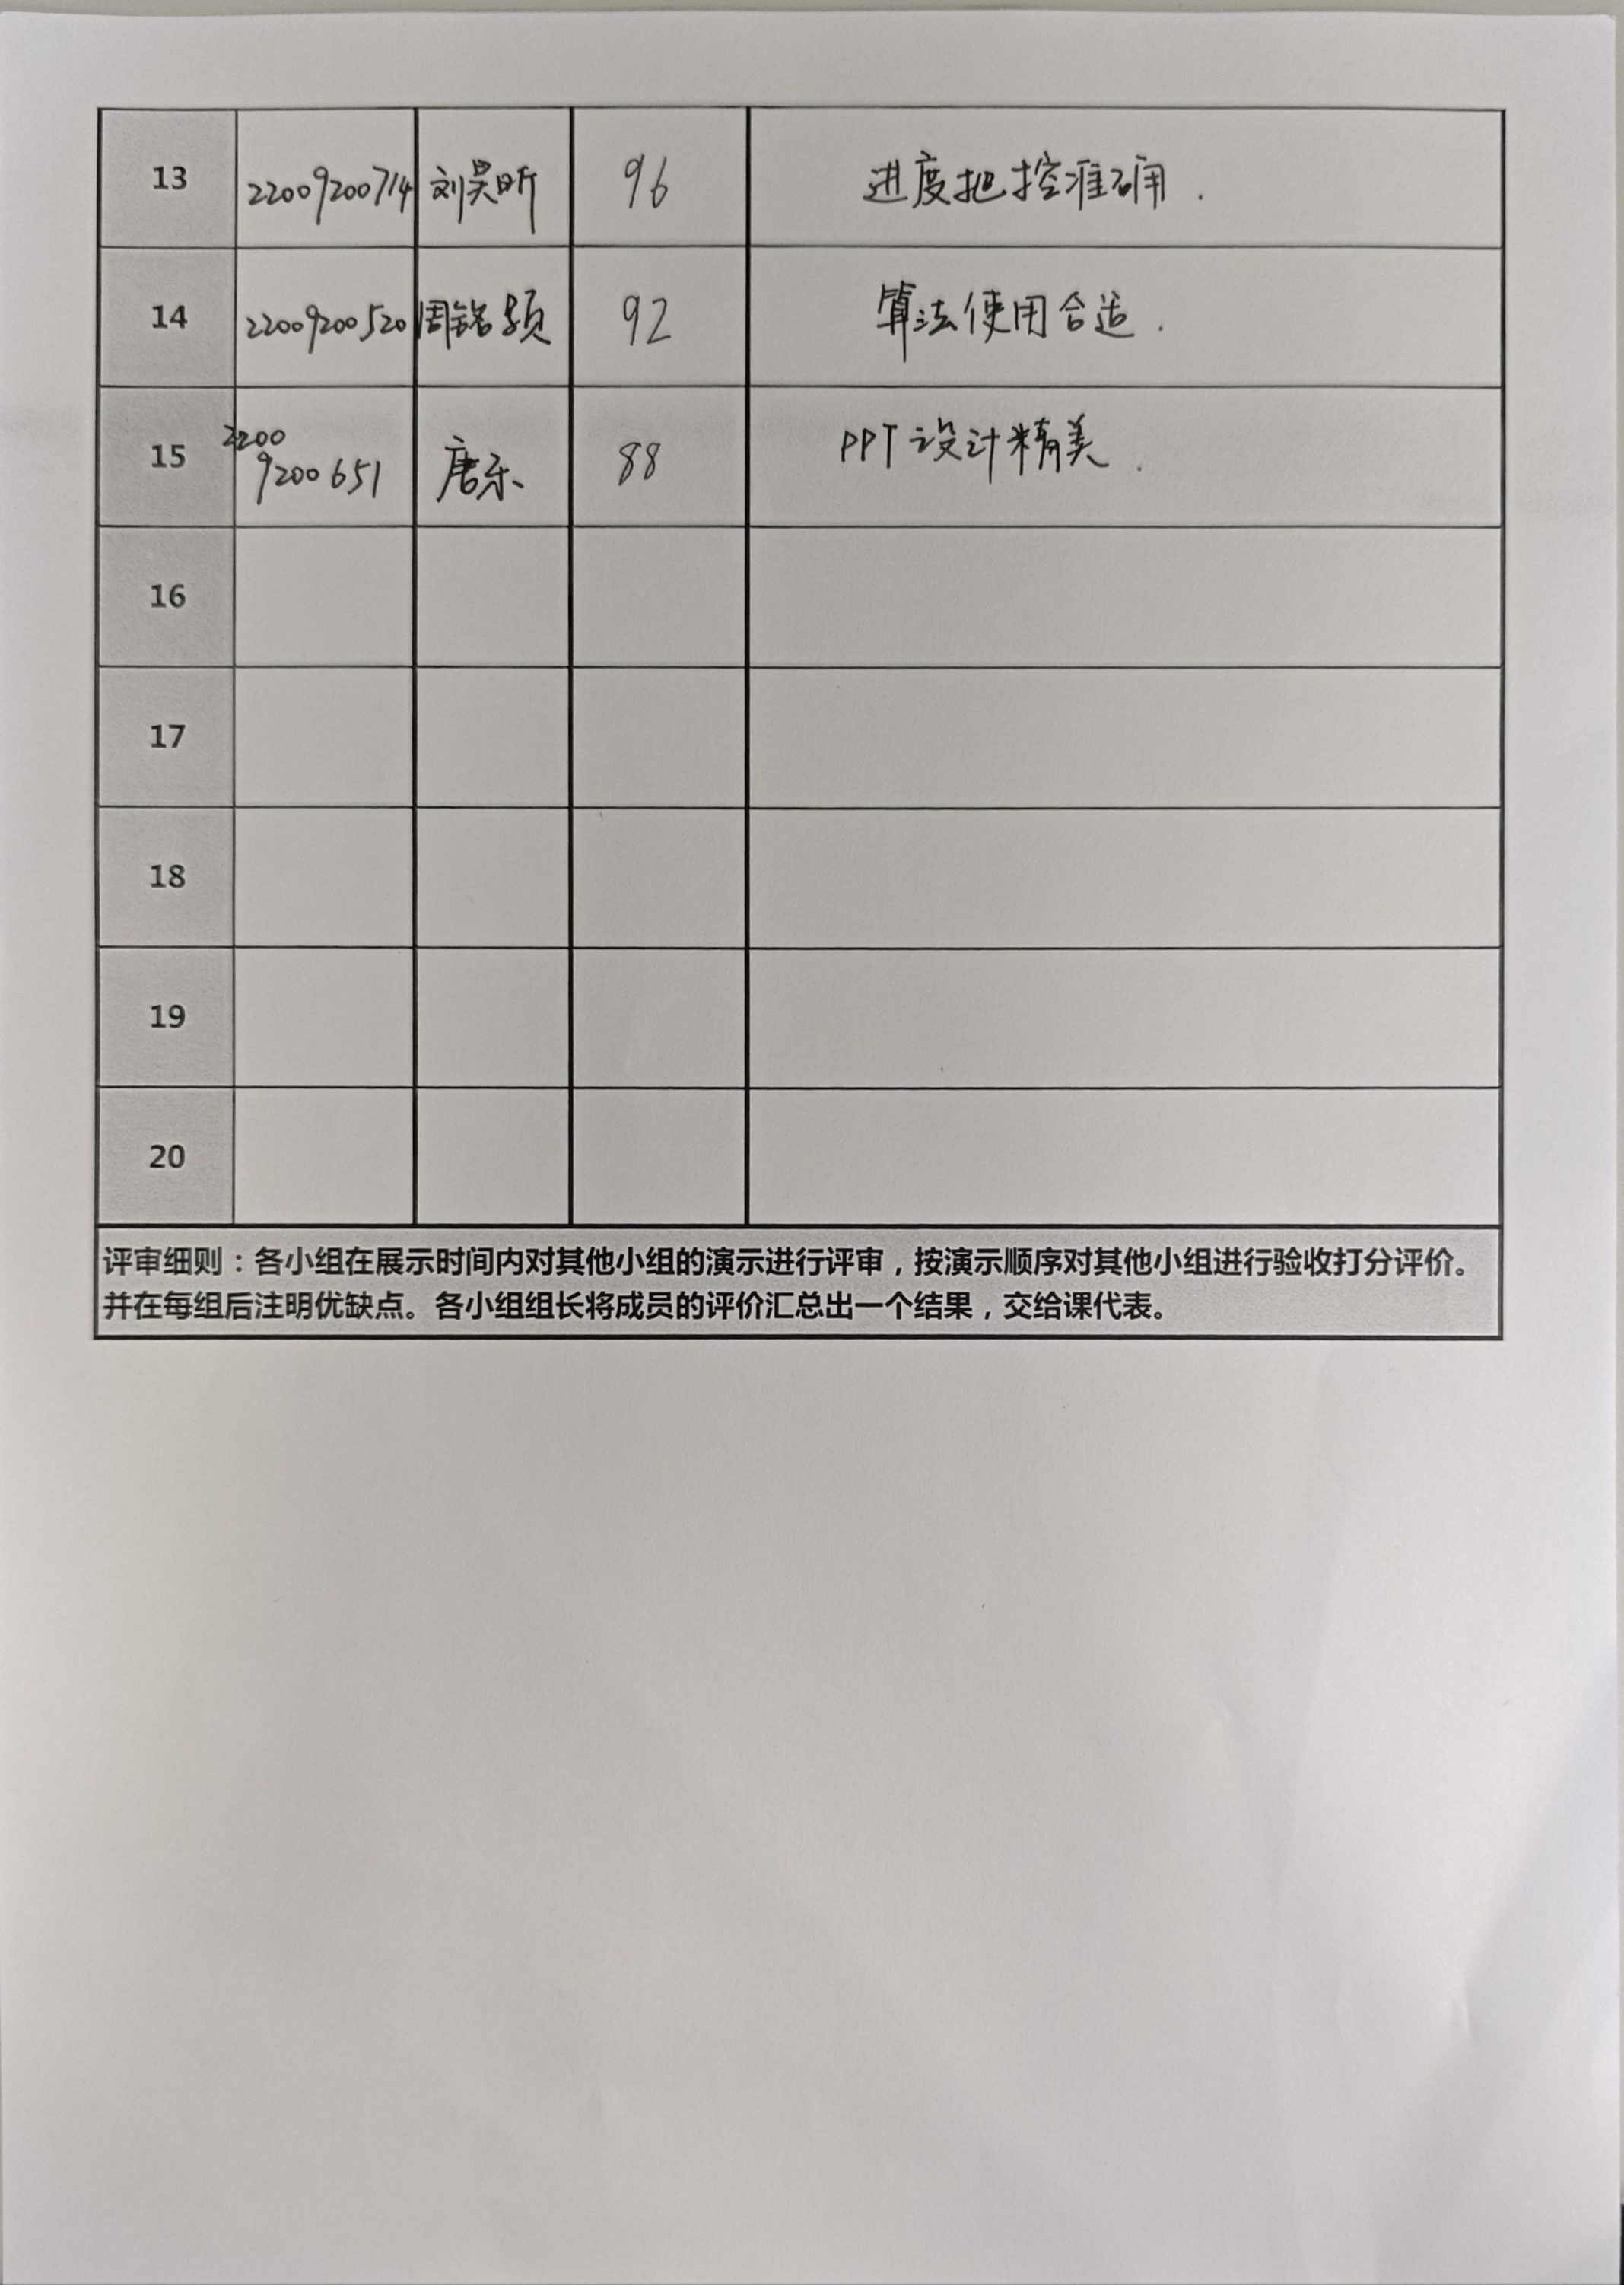 13 22009200714 刘昊昕 96 进度把控准确.
14 22009200520 周铭颢 92 算法使用合适.
15 22009200651 唐乐 88 PPT设计精美.
16
17
18
19
20
评审细则：各小组在展示时间内对其他小组的演示进行评审，按演示顺序对其他小组进行验收打分评价。
并在每组后注明优缺点。各小组组长将成员的评价汇总出一个结果，交给课代表。